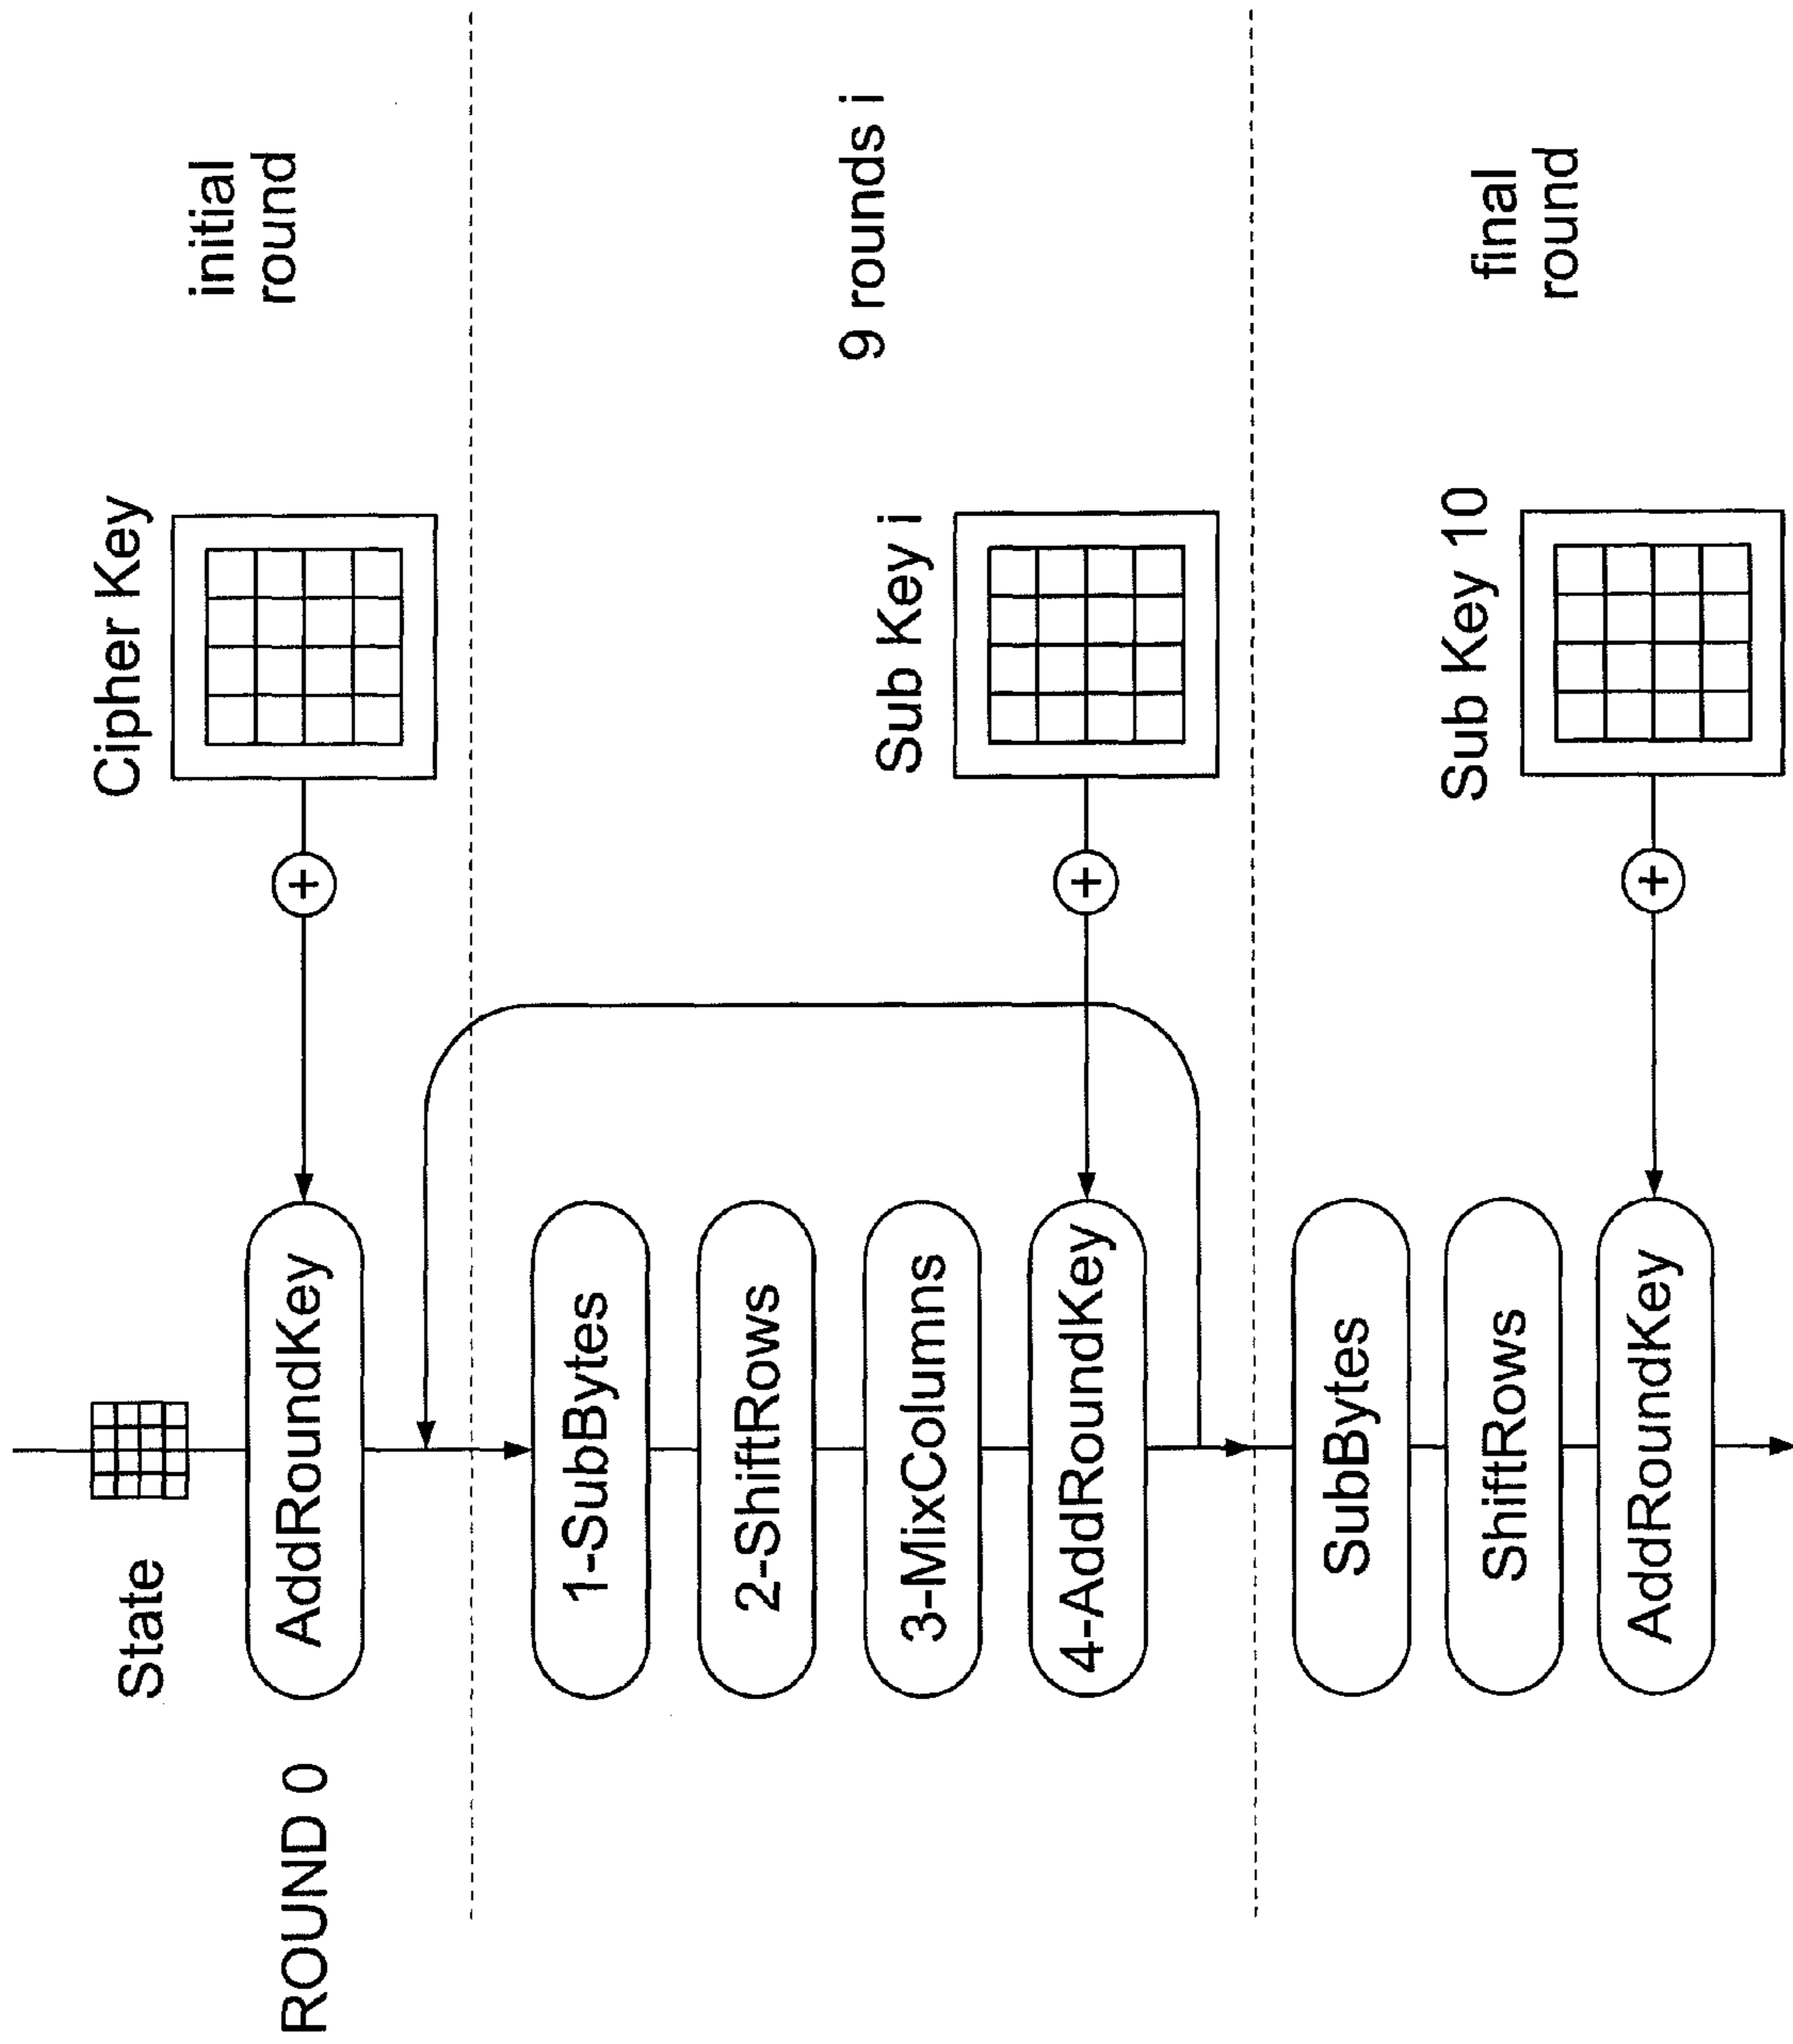 State
Cipher Key
initial
round
ROUND 0
AddRoundKey
+
1-SubBytes
2-ShiftRows
3-MixColumns
9 rounds i
Sub Key i
4-AddRoundKey
+
SubBytes
ShiftRows
final
round
Sub Key 10
AddRoundKey
+